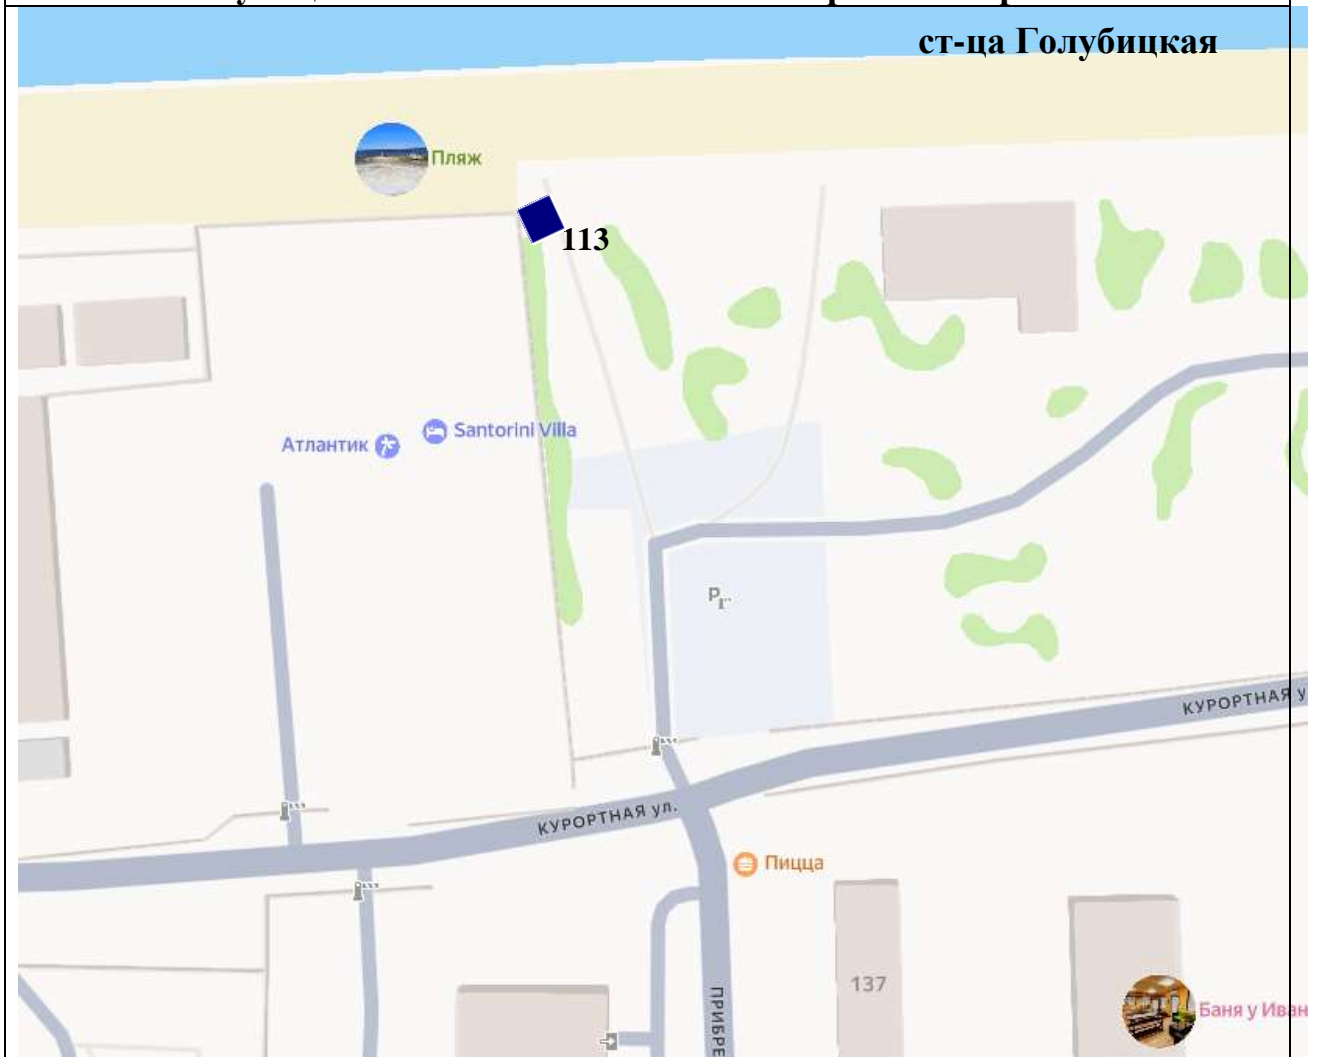 ст-ца Голубицкая
Пляж
113
Santorini Villa
Атлантик
P
КУРОРТНАЯ у
КУРОРТНАЯ ул.
Пицца
137
ПРИБРЕ
Баня у Иван